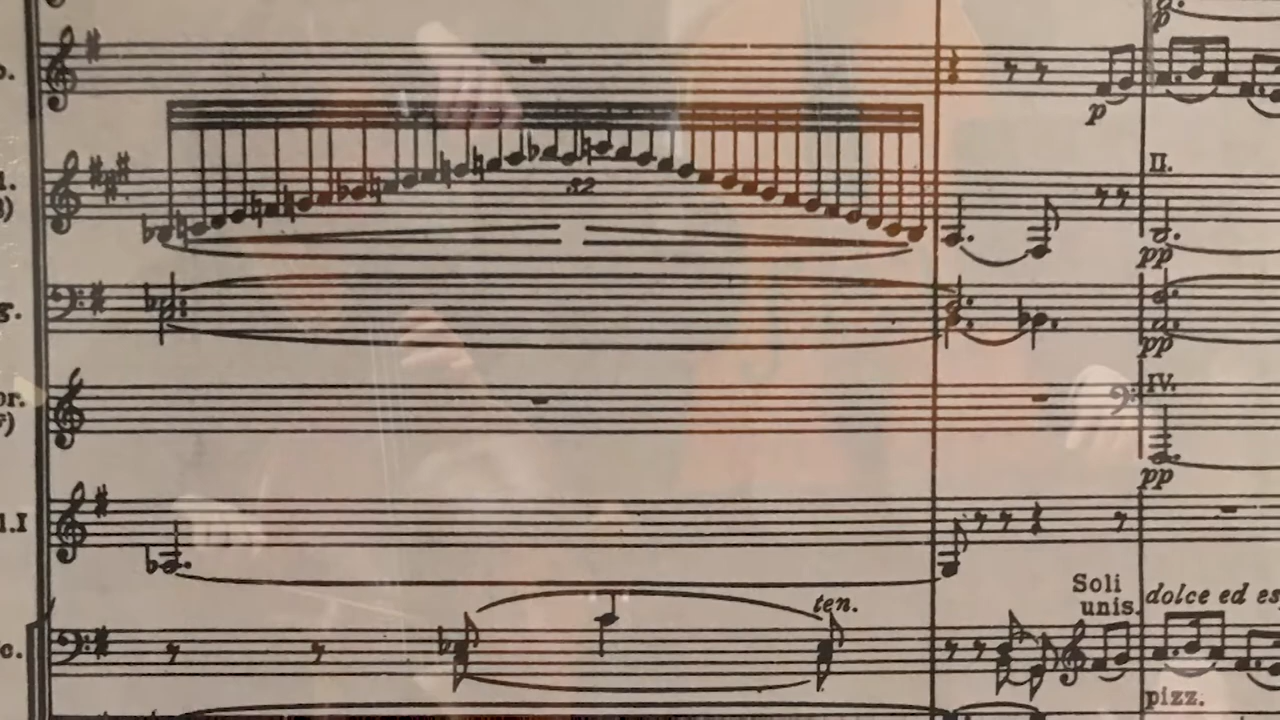 p
II.
32
pp
pp
IV.
pp
l.I
Soli
unis.
dolce ed es
ten.
c.
pizz.